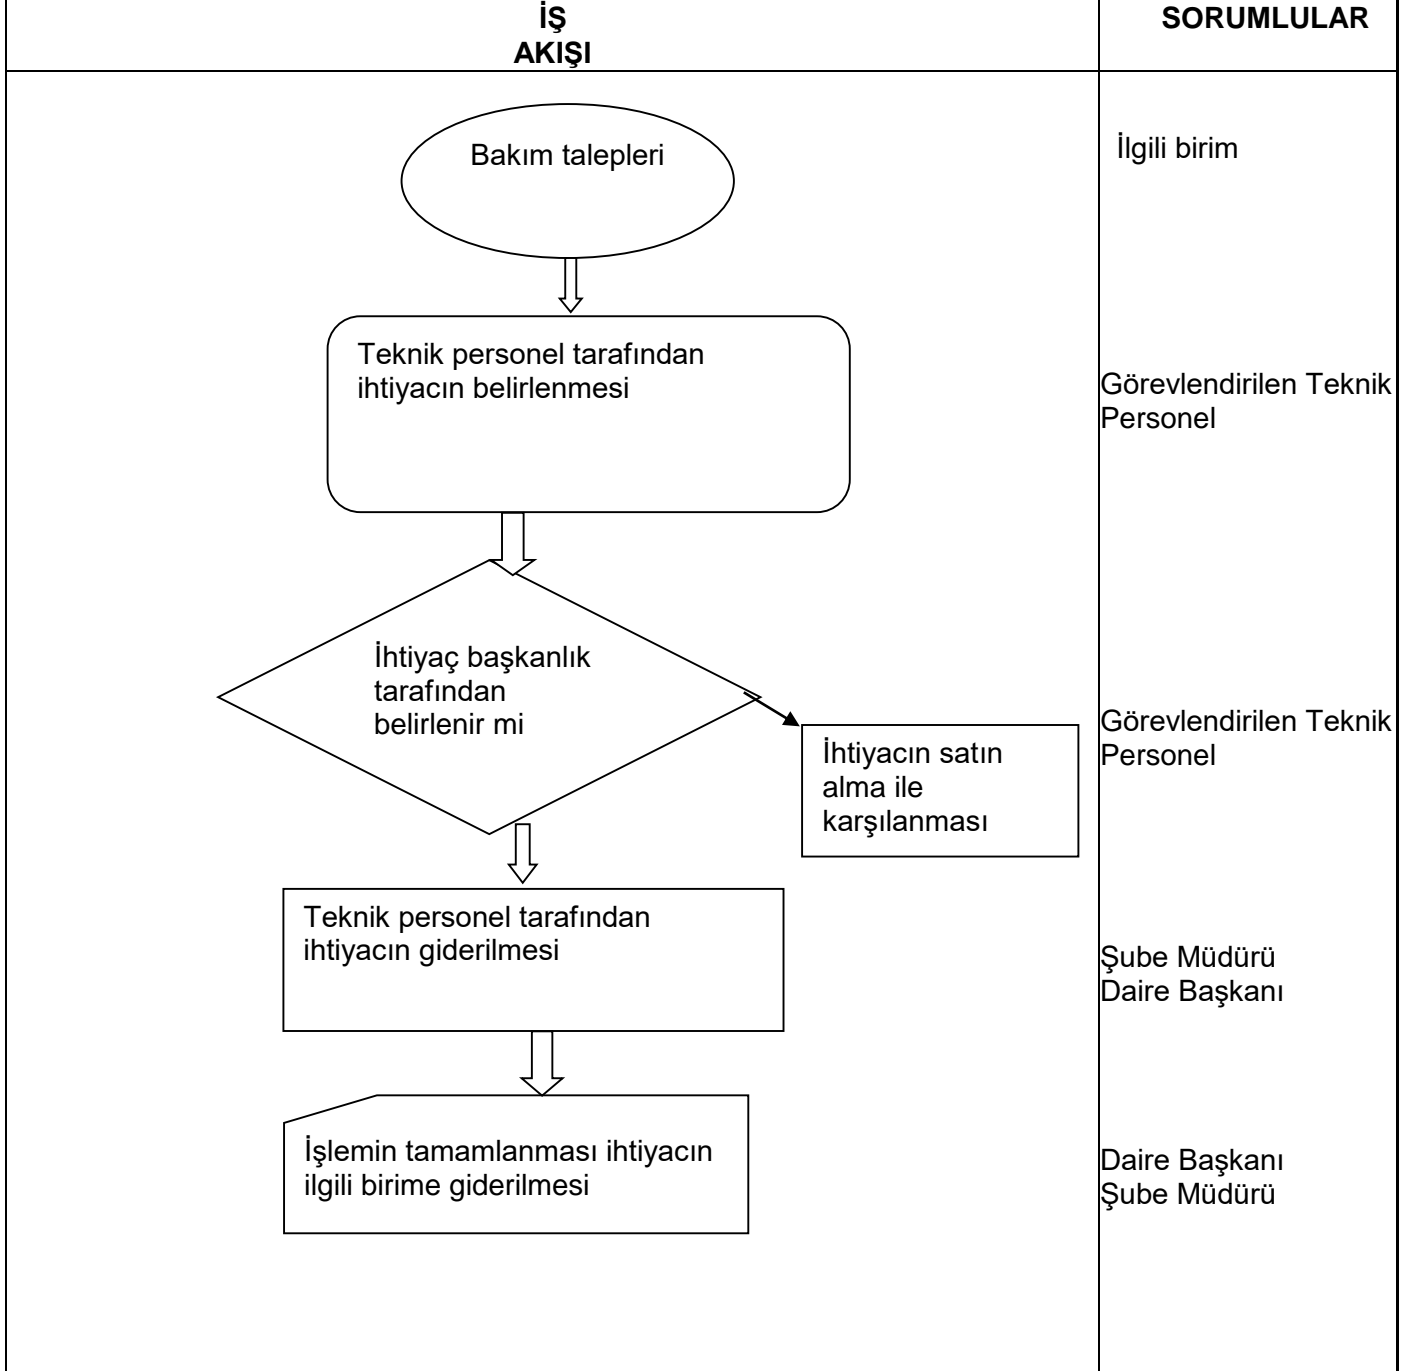 İŞ
AKIŞI
SORUMLULAR
Bakım talepleri
İlgili birim
Teknik personel tarafından
ihtiyacın belirlenmesi
Görevlendirilen Teknik
Personel
İhtiyaç başkanlık
tarafından
belirlenir mi
Görevlendirilen Teknik
Personel
İhtiyacın satın
alma ile
karşılanması
Teknik personel tarafından
ihtiyacın giderilmesi
Şube Müdürü
Daire Başkanı
İşlemin tamamlanması ihtiyacın
ilgili birime giderilmesi
Daire Başkanı
Şube Müdürü